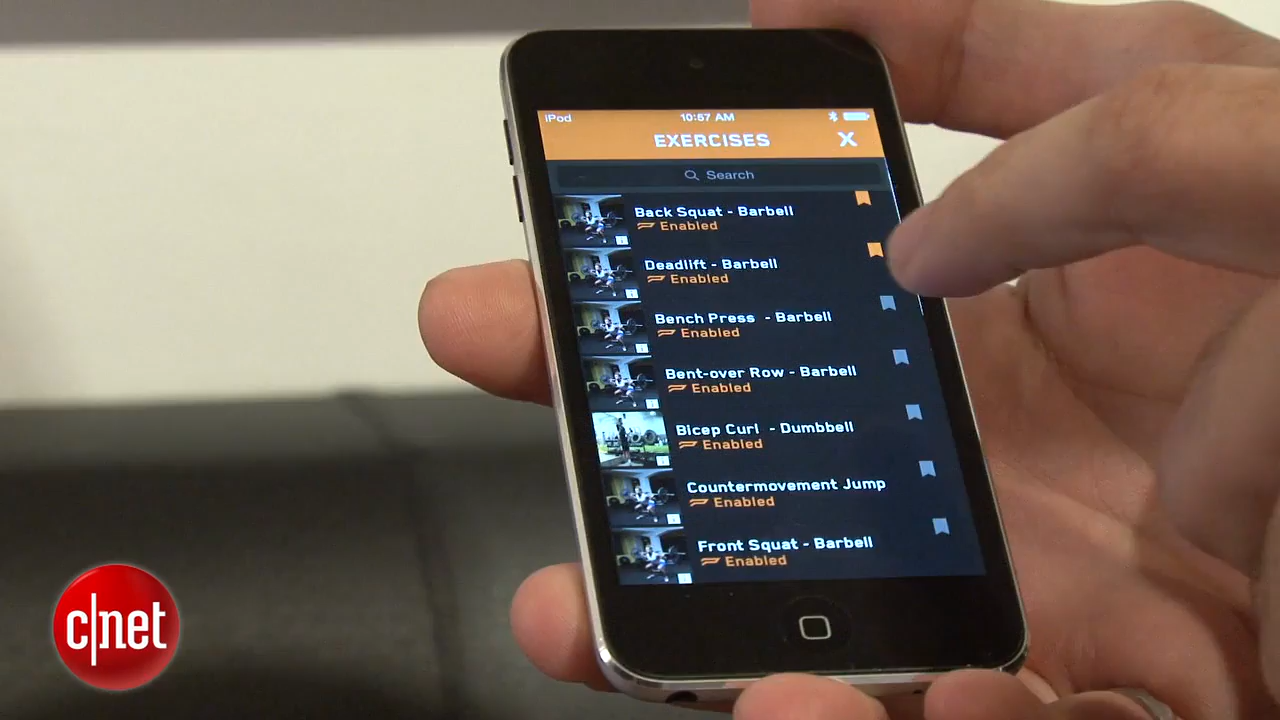 iPod 10:57 AM
EXERCISES X
Search
Back Squat - Barbell
Enabled
Deadlift - Barbell
Enabled
Bench Press - Barbell
Enabled
Bent-over Row - Barbell
Enabled
Bicep Curl - Dumbbell
Enabled
Countermovement Jump
Enabled
Front Squat - Barbell
Enabled
c|net